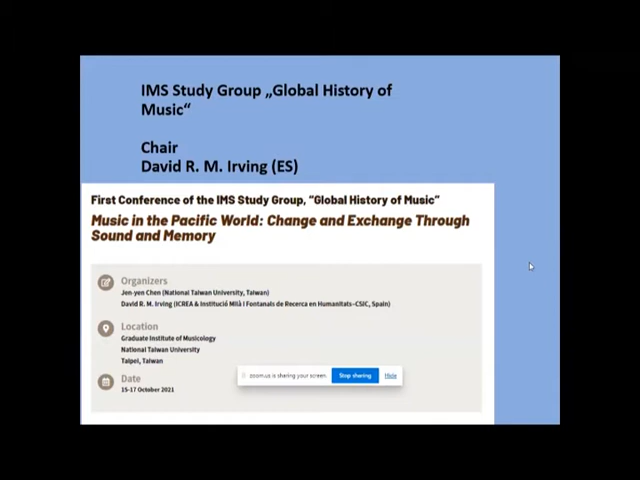 IMS Study Group „Global History of
Music“
Chair
David R. M. Irving (ES)
First Conference of the IMS Study Group, "Global History of Music"
Music in the Pacific World: Change and Exchange Through
Sound and Memory
Organizers
Jen-yen Chen (National Taiwan University, Taiwan)
David R. M. Irving (ICREA & Institució Milà i Fontanals de Recerca en Humanitats–CSIC, Spain)
Location
Graduate Institute of Musicology
National Taiwan University
Taipei, Taiwan
Date
15-17 October 2021
zoom.us is sharing your screen. Stop sharing Hide